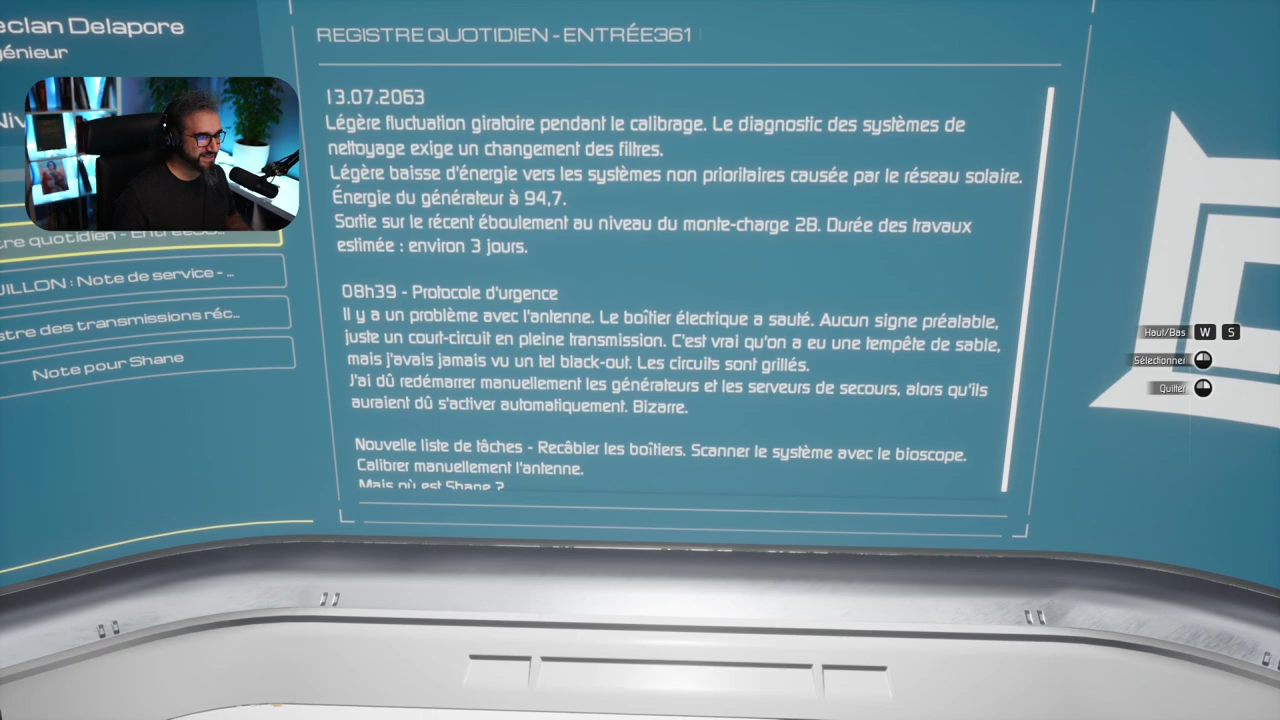 eclan Delapore
génieur
Niv
tre quotidien - Entrée36...
UILLON : Note de service - ...
stre des transmissions réc...
Note pour Shane
REGISTRE QUOTIDIEN - ENTRÉE361
13.07.2063
Légère fluctuation giratoire pendant le calibrage. Le diagnostic des systèmes de
nettoyage exige un changement des filtres.
Légère baisse d'énergie vers les systèmes non prioritaires causée par le réseau solaire.
Énergie du générateur à 94,7.
Sortie sur le récent éboulement au niveau du monte-charge 2B. Durée des travaux
estimée : environ 3 jours.
08h39 - Protocole d'urgence
Il y a un problème avec l'antenne. Le boîtier électrique a sauté. Aucun signe préalable,
juste un court-circuit en pleine transmission. C'est vrai qu'on a eu une tempête de sable,
mais j'avais jamais vu un tel black-out. Les circuits sont grillés.
J'ai dû redémarrer manuellement les générateurs et les serveurs de secours, alors qu'ils
auraient dû s'activer automatiquement. Bizarre.
Nouvelle liste de tâches - Recâbler les boîtiers. Scanner le système avec le bioscope.
Calibrer manuellement l'antenne.
Mais où est Shane ?
Haut/Bas W S
Sélectionner
Quitter